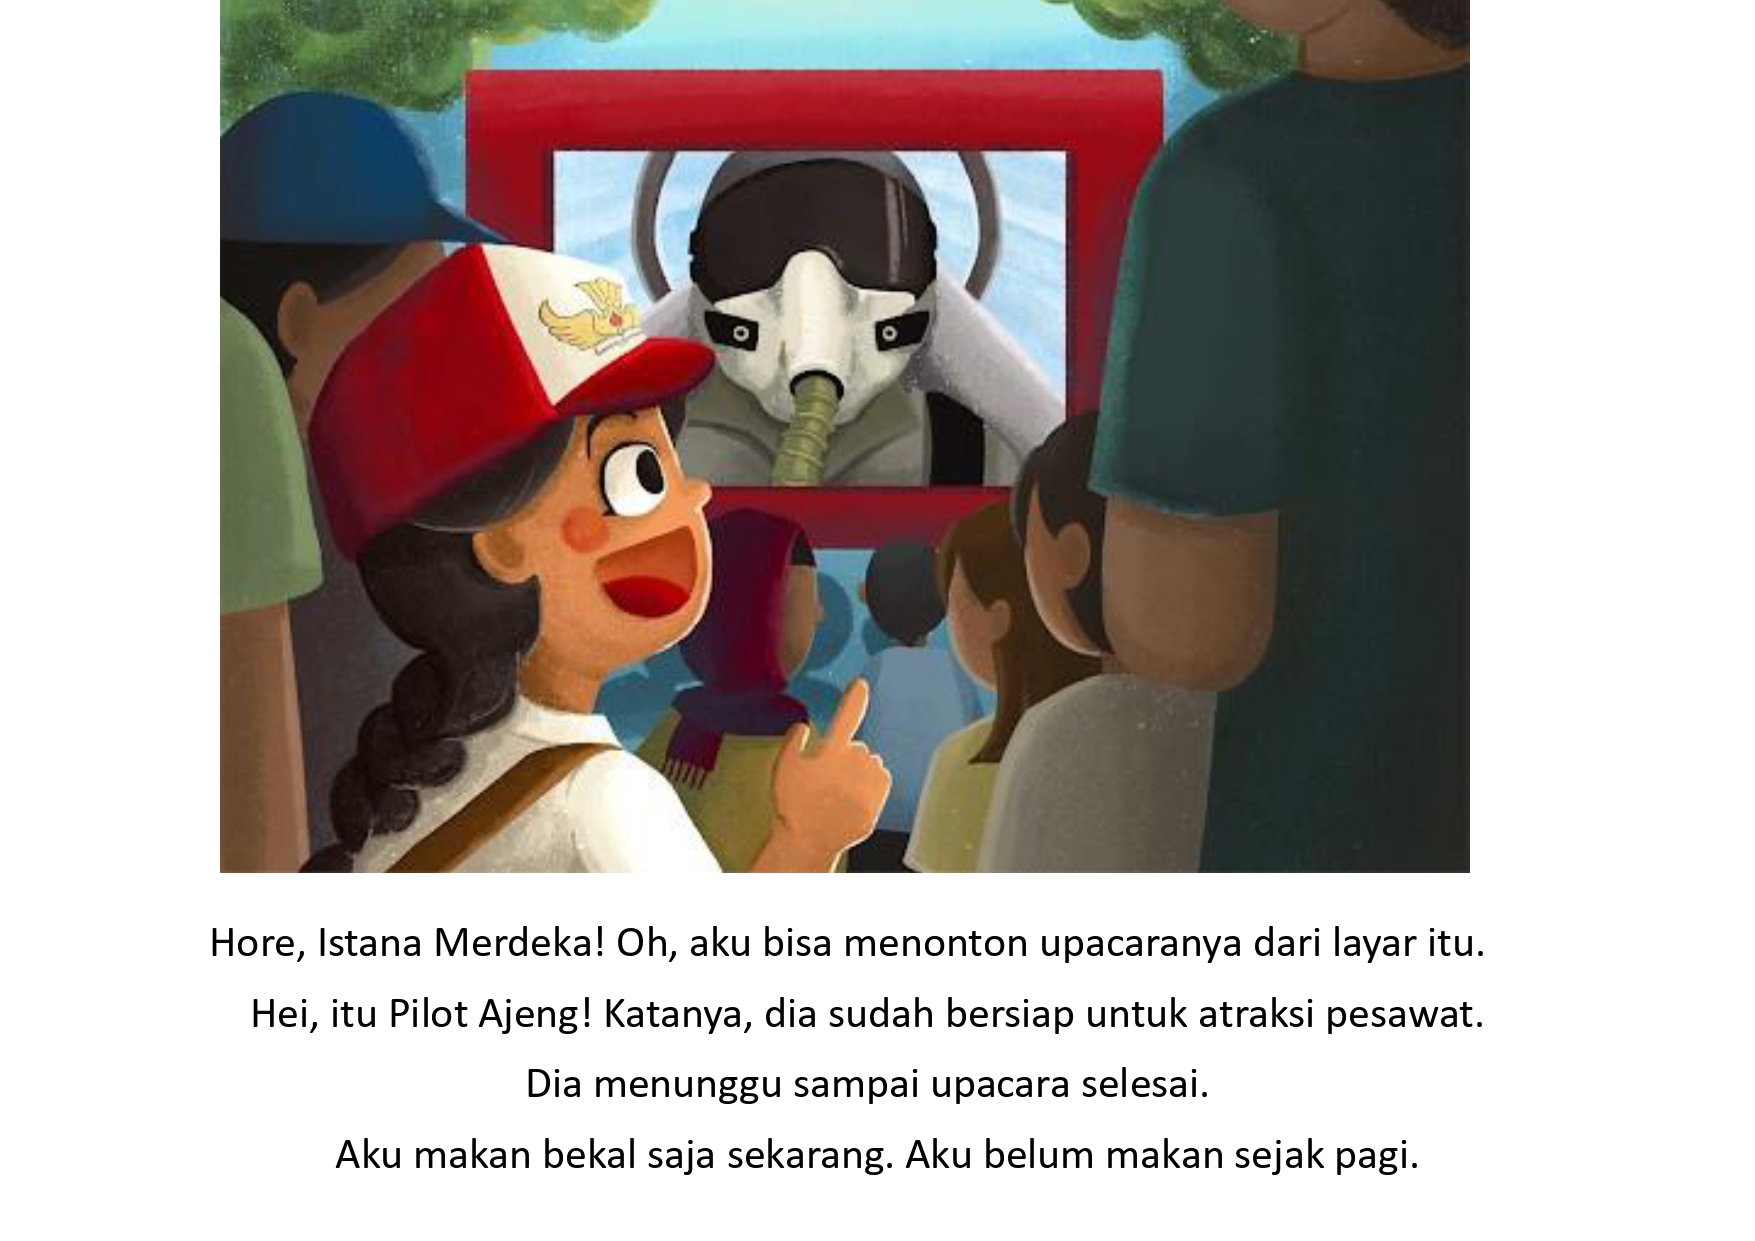 Hore, Istana Merdeka! Oh, aku bisa menonton upacaranya dari layar itu.
Hei, itu Pilot Ajeng! Katanya, dia sudah bersiap untuk atraksi pesawat.
Dia menunggu sampai upacara selesai.
Aku makan bekal saja sekarang. Aku belum makan sejak pagi.